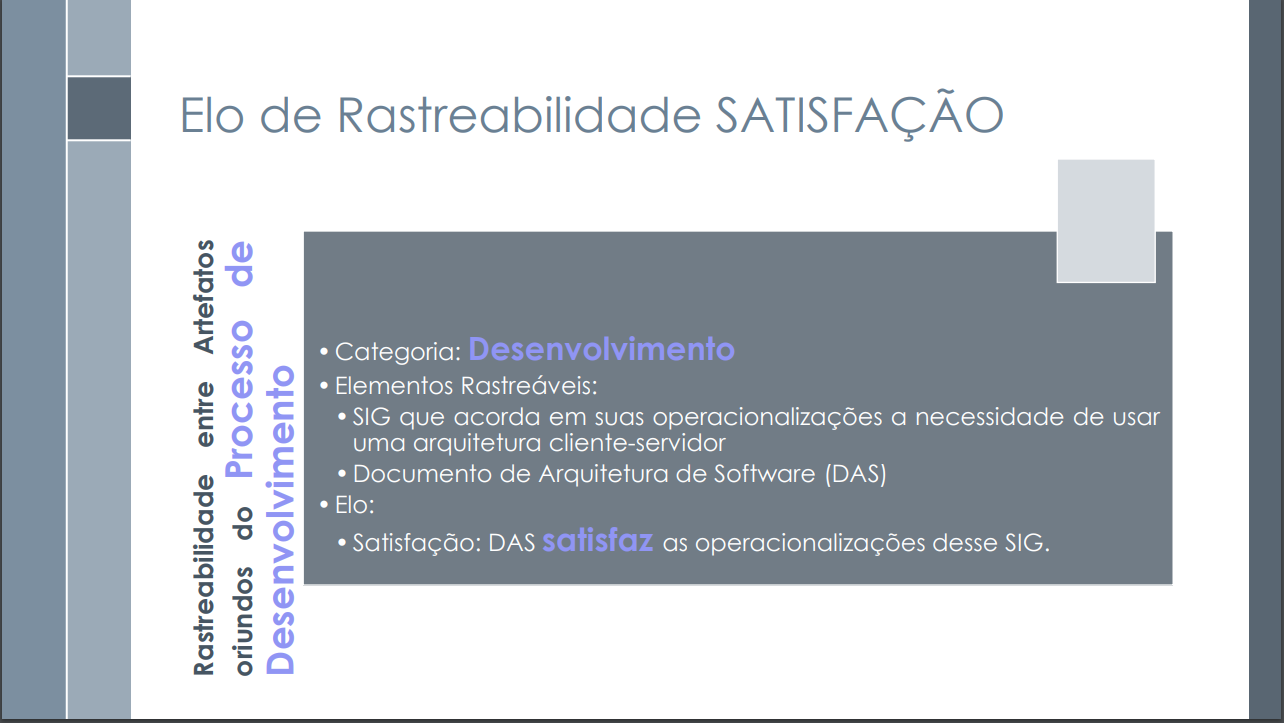 Elo de Rastreabilidade SATISFAÇÃO
Rastreabilidade entre Artefatos
oriundos do Processo de
Desenvolvimento
• Categoria: Desenvolvimento
• Elementos Rastreáveis:
• SIG que acorda em suas operacionalizações a necessidade de usar
uma arquitetura cliente-servidor
• Documento de Arquitetura de Software (DAS)
• Elo:
• Satisfação: DAS satisfaz as operacionalizações desse SIG.